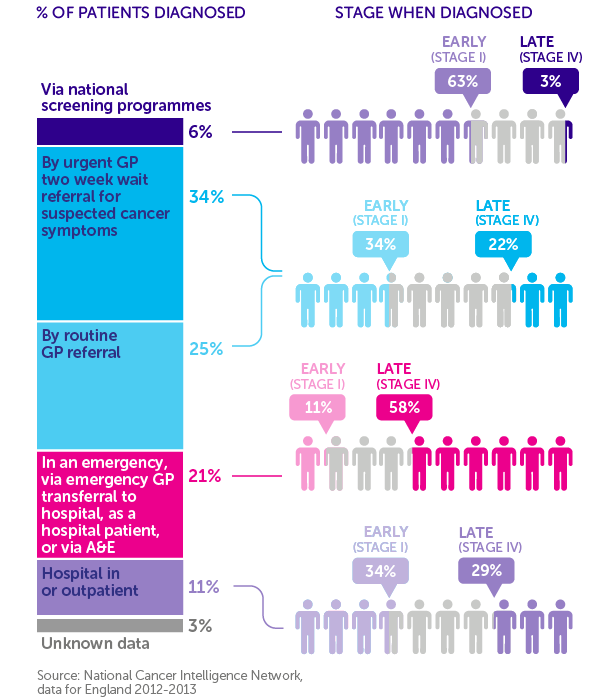 % OF PATIENTS DIAGNOSED
STAGE WHEN DIAGNOSED
Via national
screening programmes
6%
EARLY
(STAGE I)
63%
LATE
(STAGE IV)
3%
By urgent GP
two week wait
referral for
suspected cancer
symptoms
34%
EARLY
(STAGE I)
34%
LATE
(STAGE IV)
22%
By routine
GP referral
25%
In an emergency,
via emergency GP
transferral to
hospital, as a
hospital patient,
or via A&E
21%
EARLY
(STAGE I)
11%
LATE
(STAGE IV)
58%
Hospital in
or outpatient
11%
EARLY
(STAGE I)
34%
LATE
(STAGE IV)
29%
3%
Unknown data
Source: National Cancer Intelligence Network,
data for England 2012-2013